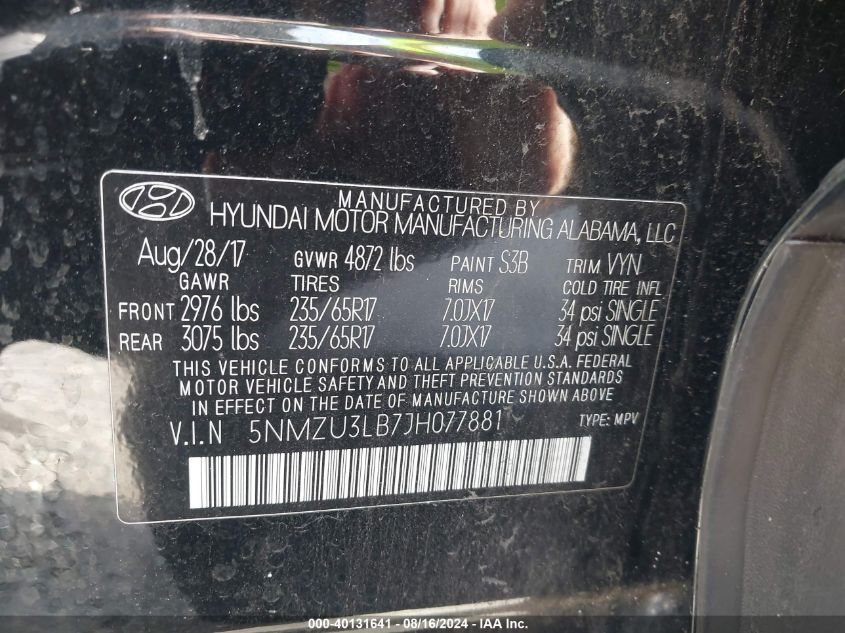 MANUFACTURED BY
HYUNDAI MOTOR MANUFACTURING ALABAMA, LLC
Aug/28/17 GVWR 4872 lbs PAINT S3B TRIM VYN
GAWR TIRES RIMS COLD TIRE INFL
FRONT 2976 lbs 235/65R17 7.0JX17 34 psi SINGLE
REAR 3075 lbs 235/65R17 7.0JX17 34 psi SINGLE
THIS VEHICLE CONFORMS TO ALL APPLICABLE U.S.A. FEDERAL
MOTOR VEHICLE SAFETY AND THEFT PREVENTION STANDARDS
IN EFFECT ON THE DATE OF MANUFACTURE SHOWN ABOVE.
V.I.N 5NMZU3LB7JH077881 TYPE: MPV
000-40131641 - 08/16/2024 - IAA Inc.